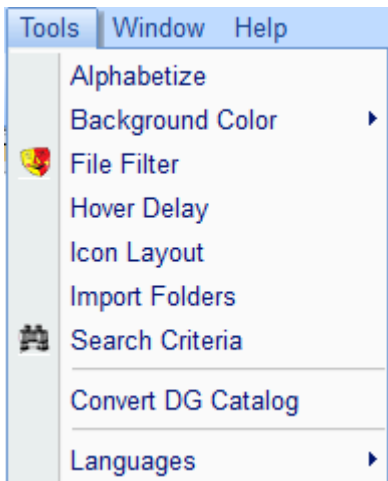 Tools Window Help
Alphabetize
Background Color
File Filter
Hover Delay
Icon Layout
Import Folders
Search Criteria
Convert DG Catalog
Languages